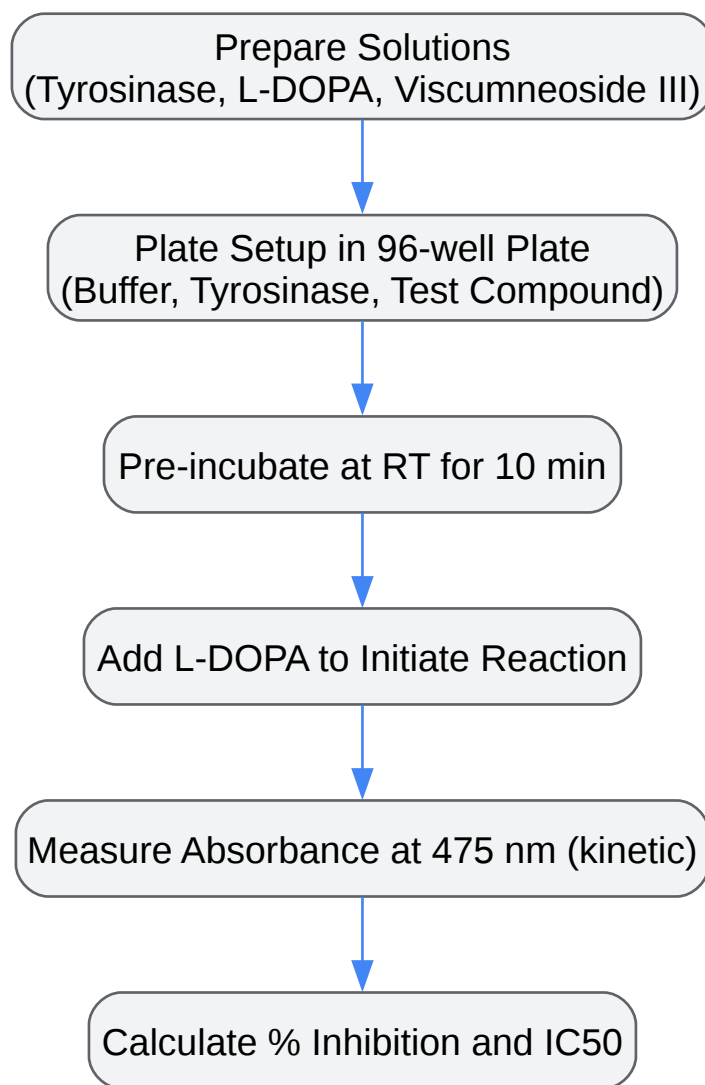 Prepare Solutions
(Tyrosinase, L-DOPA, Viscumneoside III)
Plate Setup in 96-well Plate
(Buffer, Tyrosinase, Test Compound)
Pre-incubate at RT for 10 min
Add L-DOPA to Initiate Reaction
Measure Absorbance at 475 nm (kinetic)
Calculate % Inhibition and IC50